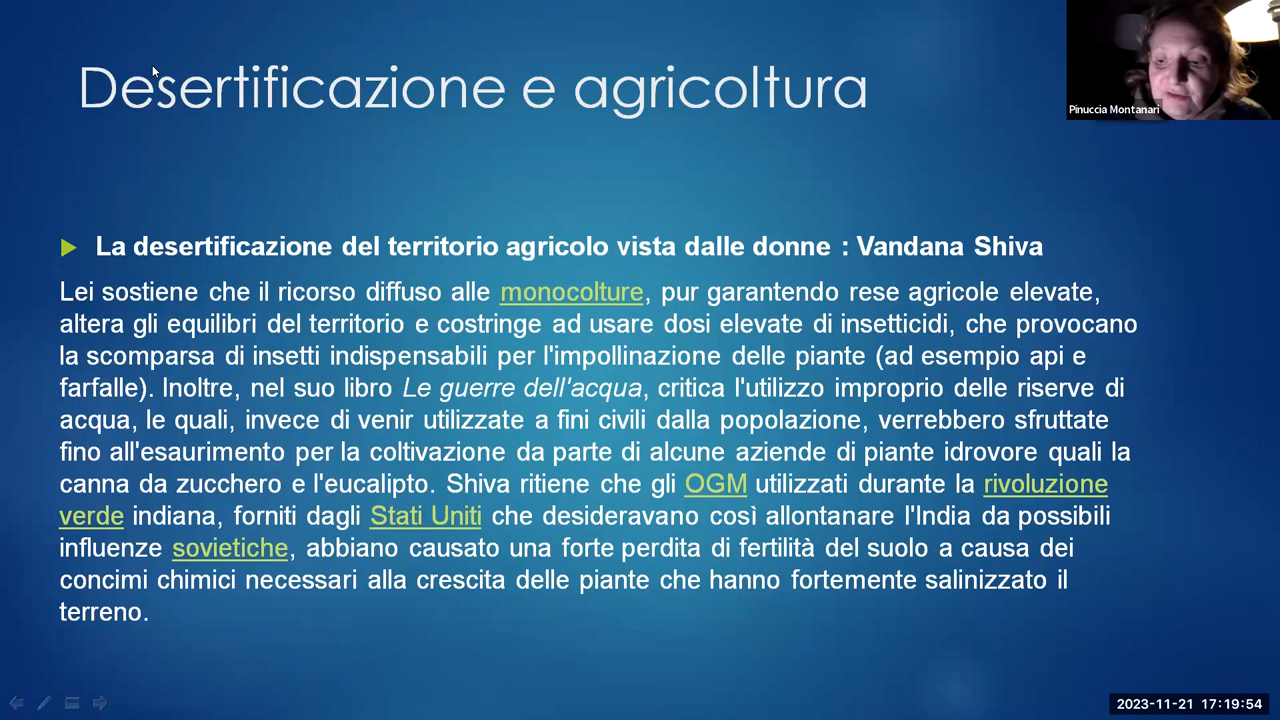 Desertificazione e agricoltura
Pinuccia Montanari
La desertificazione del territorio agricolo vista dalle donne : Vandana Shiva
Lei sostiene che il ricorso diffuso alle monocolture, pur garantendo rese agricole elevate,
altera gli equilibri del territorio e costringe ad usare dosi elevate di insetticidi, che provocano
la scomparsa di insetti indispensabili per l'impollinazione delle piante (ad esempio api e
farfalle). Inoltre, nel suo libro Le guerre dell'acqua, critica l'utilizzo improprio delle riserve di
acqua, le quali, invece di venir utilizzate a fini civili dalla popolazione, verrebbero sfruttate
fino all'esaurimento per la coltivazione da parte di alcune aziende di piante idrovore quali la
canna da zucchero e l'eucalipto. Shiva ritiene che gli OGM utilizzati durante la rivoluzione
verde indiana, forniti dagli Stati Uniti che desideravano così allontanare l'India da possibili
influenze sovietiche, abbiano causato una forte perdita di fertilità del suolo a causa dei
concimi chimici necessari alla crescita delle piante che hanno fortemente salinizzato il
terreno.
2023-11-21 17:19:54